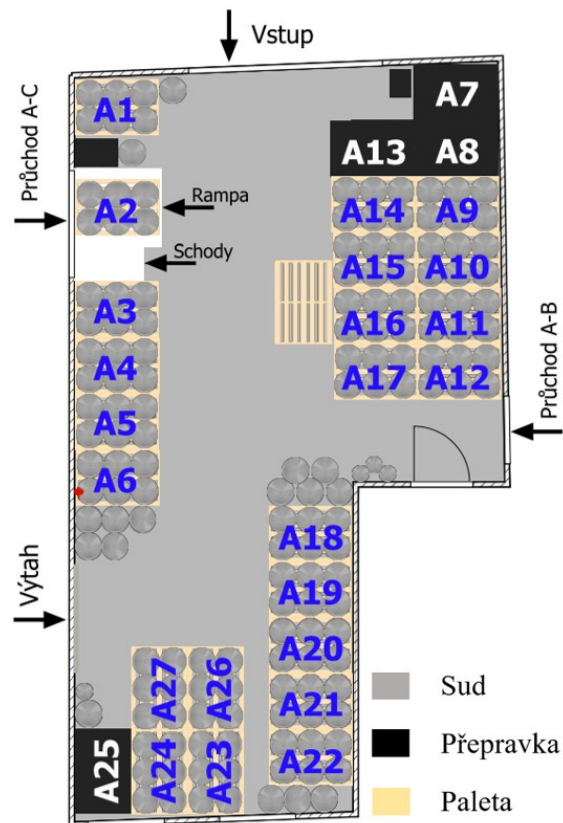 Vstup
Průchod A-C
A1
A7
A13
A8
A2
Rampa
A14
A9
Schody
A15
A10
A3
A16
A11
A4
A17
A12
Průchod A-B
A5
A6
A18
Výtah
A19
A20
A27
A26
A21
Sud
A25
A24
A23
A22
Přepravka
Paleta